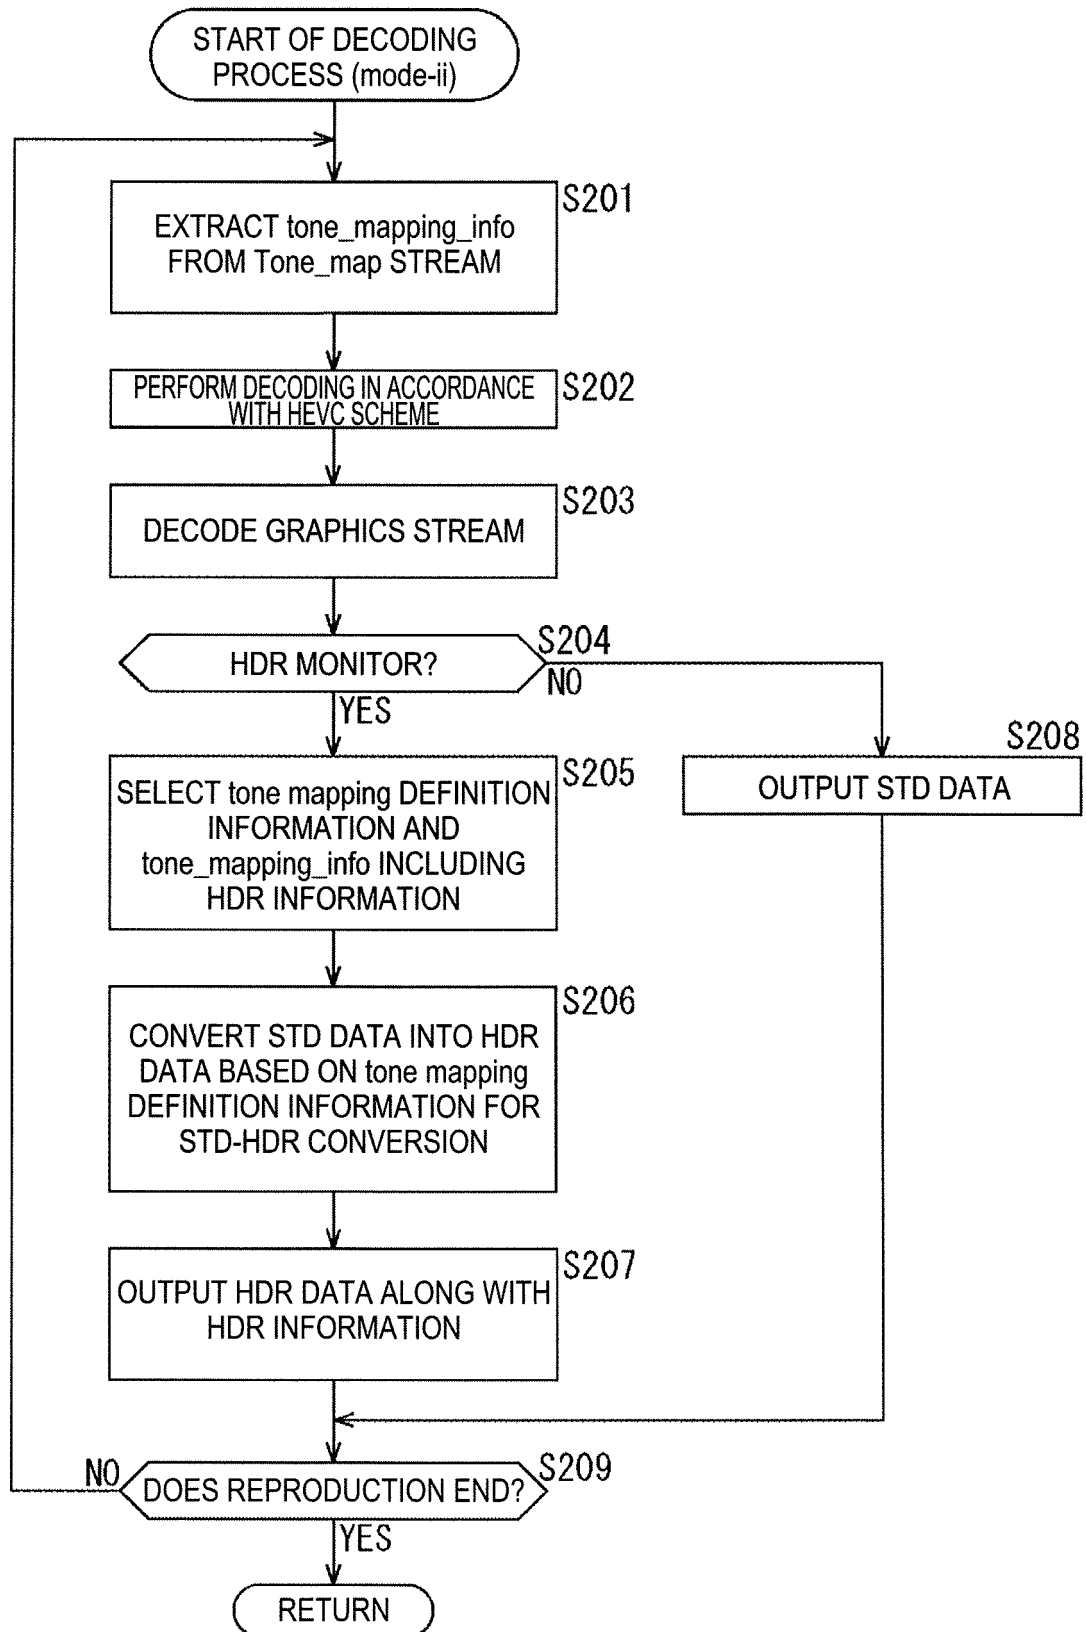 START OF DECODING
PROCESS (mode-ii)
S201
EXTRACT tone_mapping_info
FROM Tone_map STREAM
S202
PERFORM DECODING IN ACCORDANCE
WITH HEVC SCHEME
S203
DECODE GRAPHICS STREAM
S204
HDR MONITOR?
NO
YES
S205
SELECT tone mapping DEFINITION
INFORMATION AND
tone_mapping_info INCLUDING
HDR INFORMATION
S208
OUTPUT STD DATA
S206
CONVERT STD DATA INTO HDR
DATA BASED ON tone mapping
DEFINITION INFORMATION FOR
STD-HDR CONVERSION
S207
OUTPUT HDR DATA ALONG WITH
HDR INFORMATION
S209
NO
DOES REPRODUCTION END?
YES
RETURN